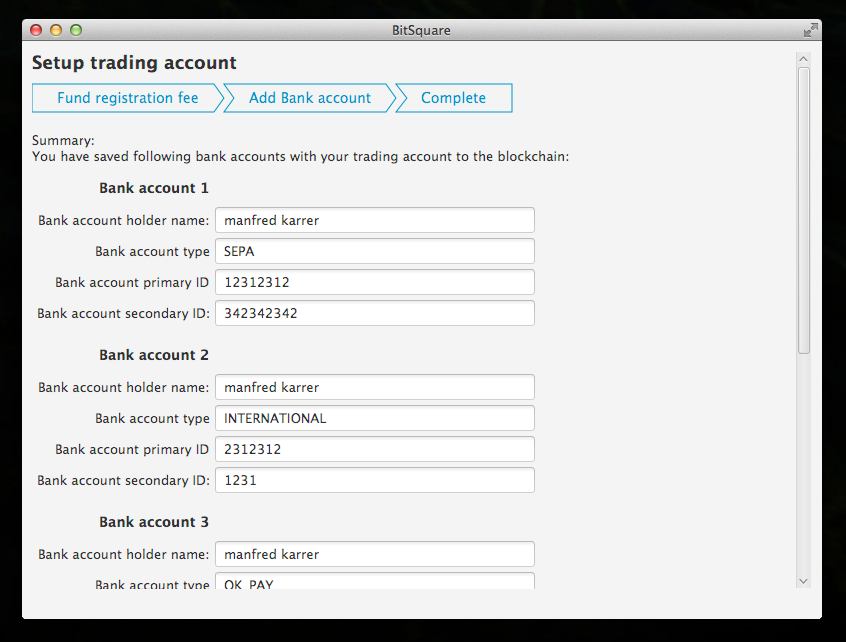 BitSquare
Setup trading account
Fund registration fee Add Bank account Complete
Summary:
You have saved following bank accounts with your trading account to the blockchain:
Bank account 1
Bank account holder name: manfred karrer
Bank account type SEPA
Bank account primary ID 12312312
Bank account secondary ID: 342342342
Bank account 2
Bank account holder name: manfred karrer
Bank account type INTERNATIONAL
Bank account primary ID 2312312
Bank account secondary ID: 1231
Bank account 3
Bank account holder name: manfred karrer
Bank account type OK_PAY